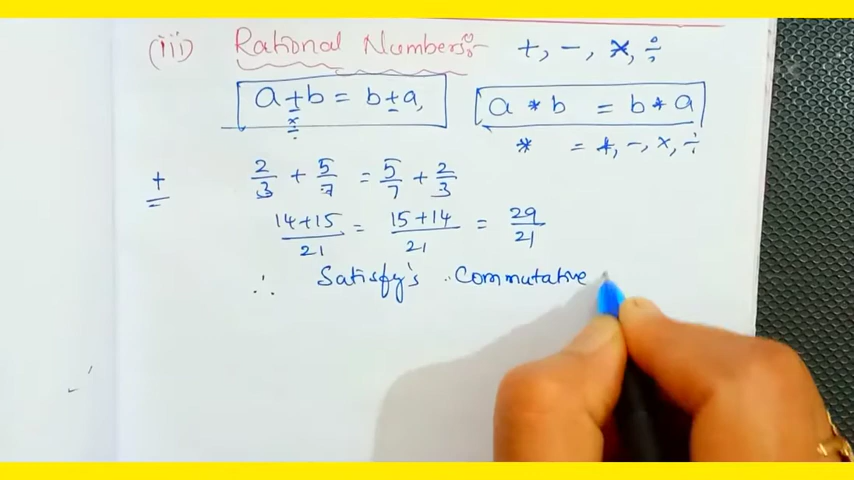 (iii) Rational Numbers:- +, -, ×, ÷
a + b = b ± a, a * b = b * a
- × ÷
* = +, -, ×, ÷
+ 2/3 + 5/7 = 5/7 + 2/3
14+15/21 = 15+14/21 = 29/21
∴ Satisfy's Commutative